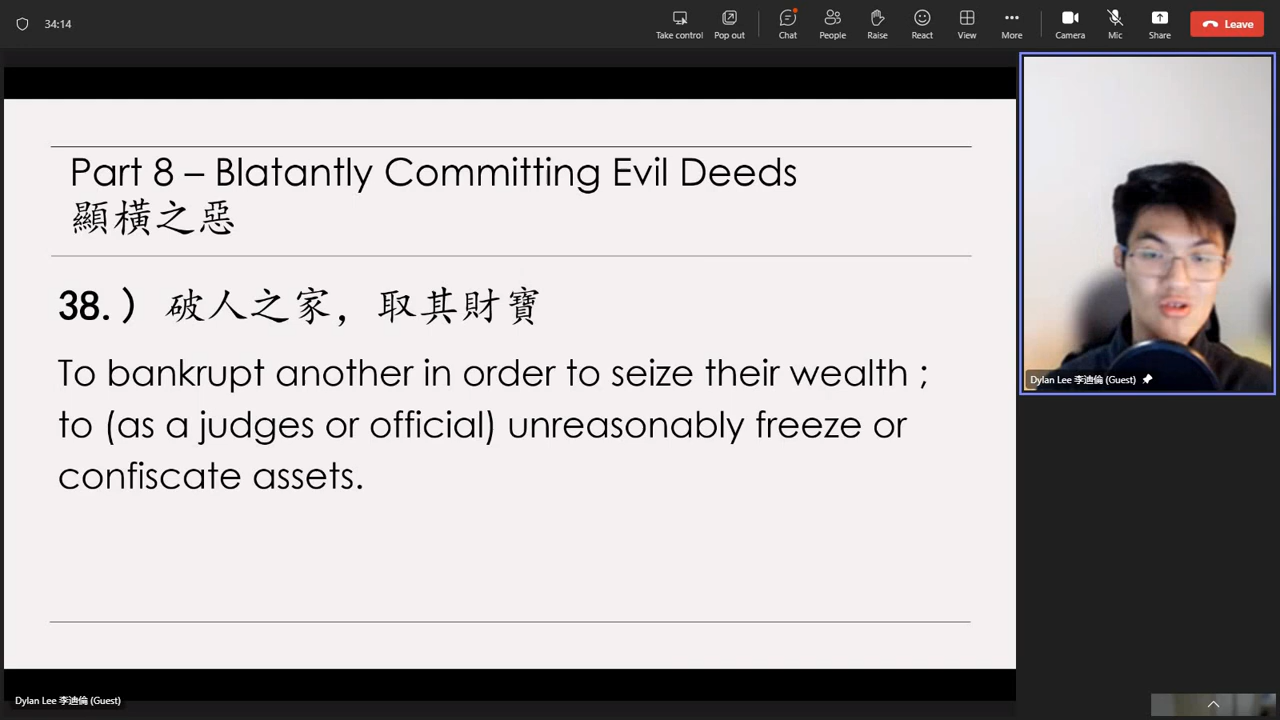 34:14
Take control
Pop out
Chat
People
Raise
React
View
More
Camera
Mic
Share
Leave
Part 8 – Blatantly Committing Evil Deeds
顯橫之惡
38. ) 破人之家，取其財寶
To bankrupt another in order to seize their wealth ;
to (as a judges or official) unreasonably freeze or
confiscate assets.
Dylan Lee 李迪倫 (Guest)
Dylan Lee 李迪倫 (Guest)